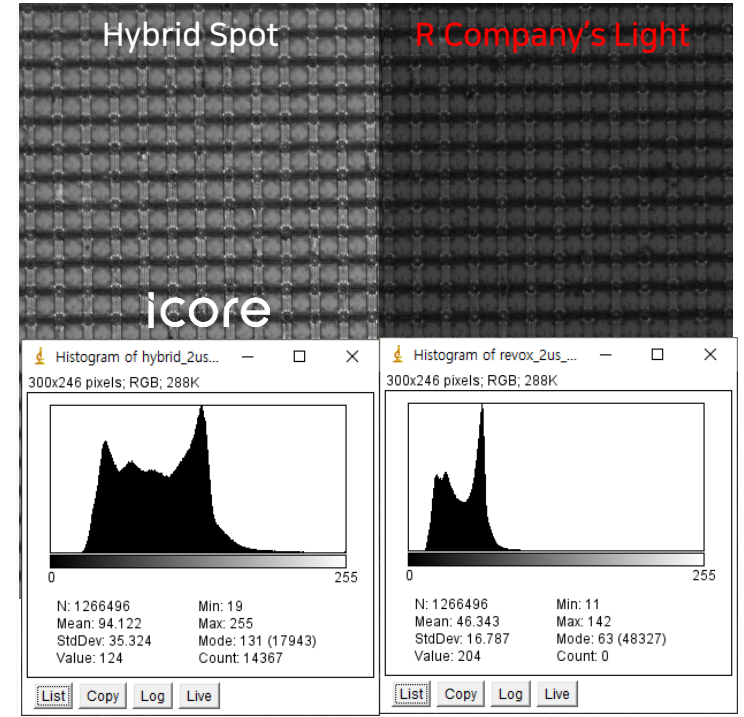 Hybrid Spot
R Company's Light
icore
Histogram of hybrid_2us...
300x246 pixels; RGB; 288K
0
255
N: 1266496
Min: 19
Mean: 94.122
Max: 255
StdDev: 35.324
Mode: 131 (17943)
Value: 124
Count: 14367
List
Copy
Log
Live
Histogram of revox_2us_...
300x246 pixels; RGB; 288K
0
255
N: 1266496
Min: 11
Mean: 46.343
Max: 142
StdDev: 16.787
Mode: 63 (48327)
Value: 204
Count: 0
List
Copy
Log
Live